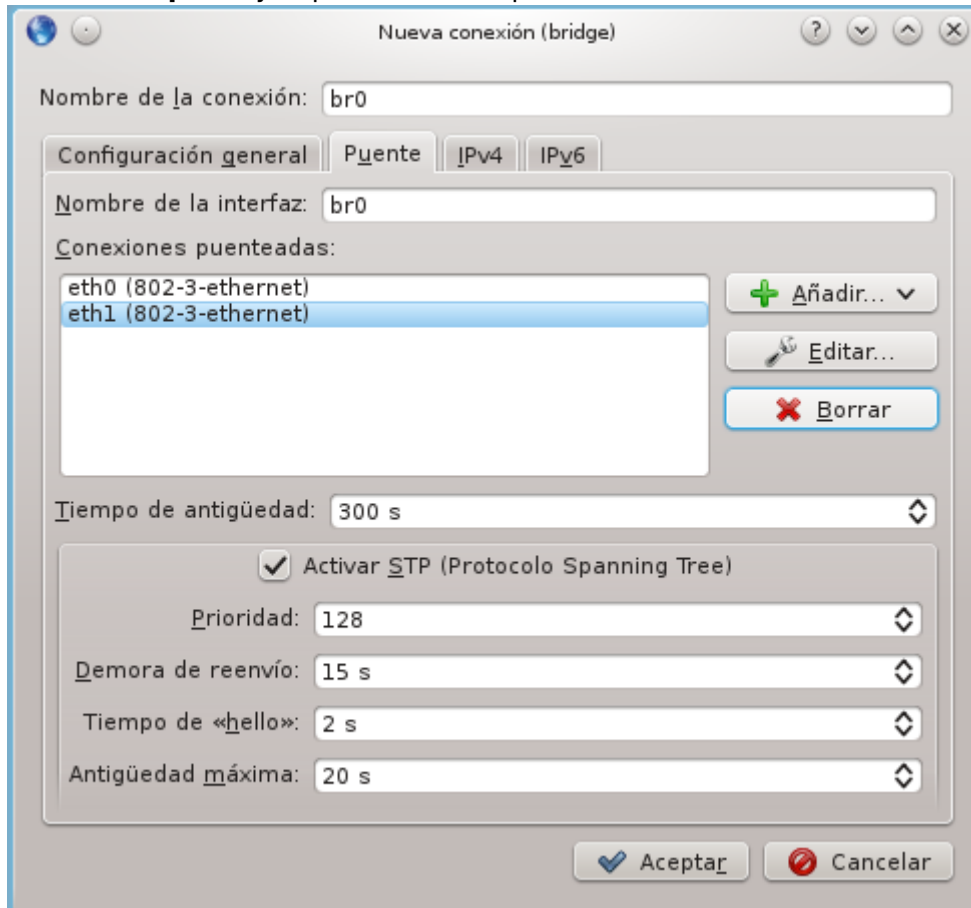 Nueva conexión (bridge)
Nombre de la conexión: br0
Configuración general Puente IPv4 IPv6
Nombre de la interfaz: br0
Conexiones puenteadas:
eth0 (802-3-ethernet)
eth1 (802-3-ethernet)
Añadir...
Editar...
Borrar
Tiempo de antigüedad: 300 s
Activar STP (Protocolo Spanning Tree)
Prioridad: 128
Demora de reenvío: 15 s
Tiempo de «hello»: 2 s
Antigüedad máxima: 20 s
Aceptar Cancelar